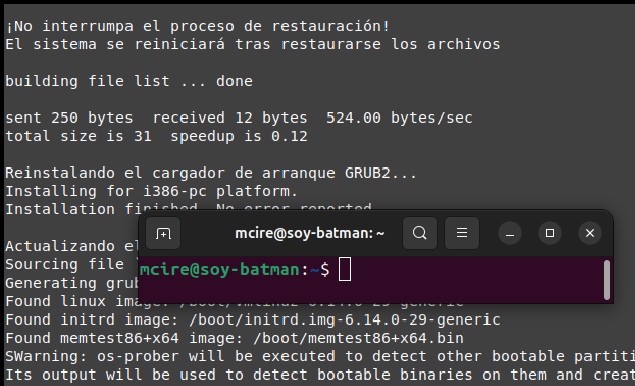 ¡No interrumpa el proceso de restauración!
El sistema se reiniciará tras restaurarse los archivos
building file list ... done
sent 250 bytes  received 12 bytes  524.00 bytes/sec
total size is 31  speedup is 0.12
Reinstalando el cargador de arranque GRUB2...
Installing for i386-pc platform.
Installation finished. No error reported
Actualizando el
Sourcing file
Generating grub
mcire@soy-batman: ~
mcire@soy-batman:~$
Found linux image: /boot/vmlinuz-6.14.0-29-generic
Found initrd image: /boot/initrd.img-6.14.0-29-generic
Found memtest86+x64 image: /boot/memtest86+x64.bin
SWarning: os-prober will be executed to detect other bootable partiti
Its output will be used to detect bootable binaries on them and creat